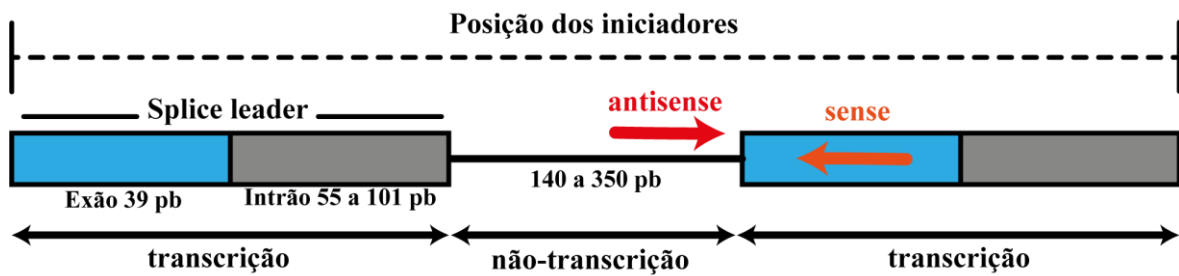 Posição dos iniciadores
Splice leader
antisense
sense
Exão 39 pb
Intrão 55 a 101 pb
140 a 350 pb
transcrição
não-transcrição
transcrição